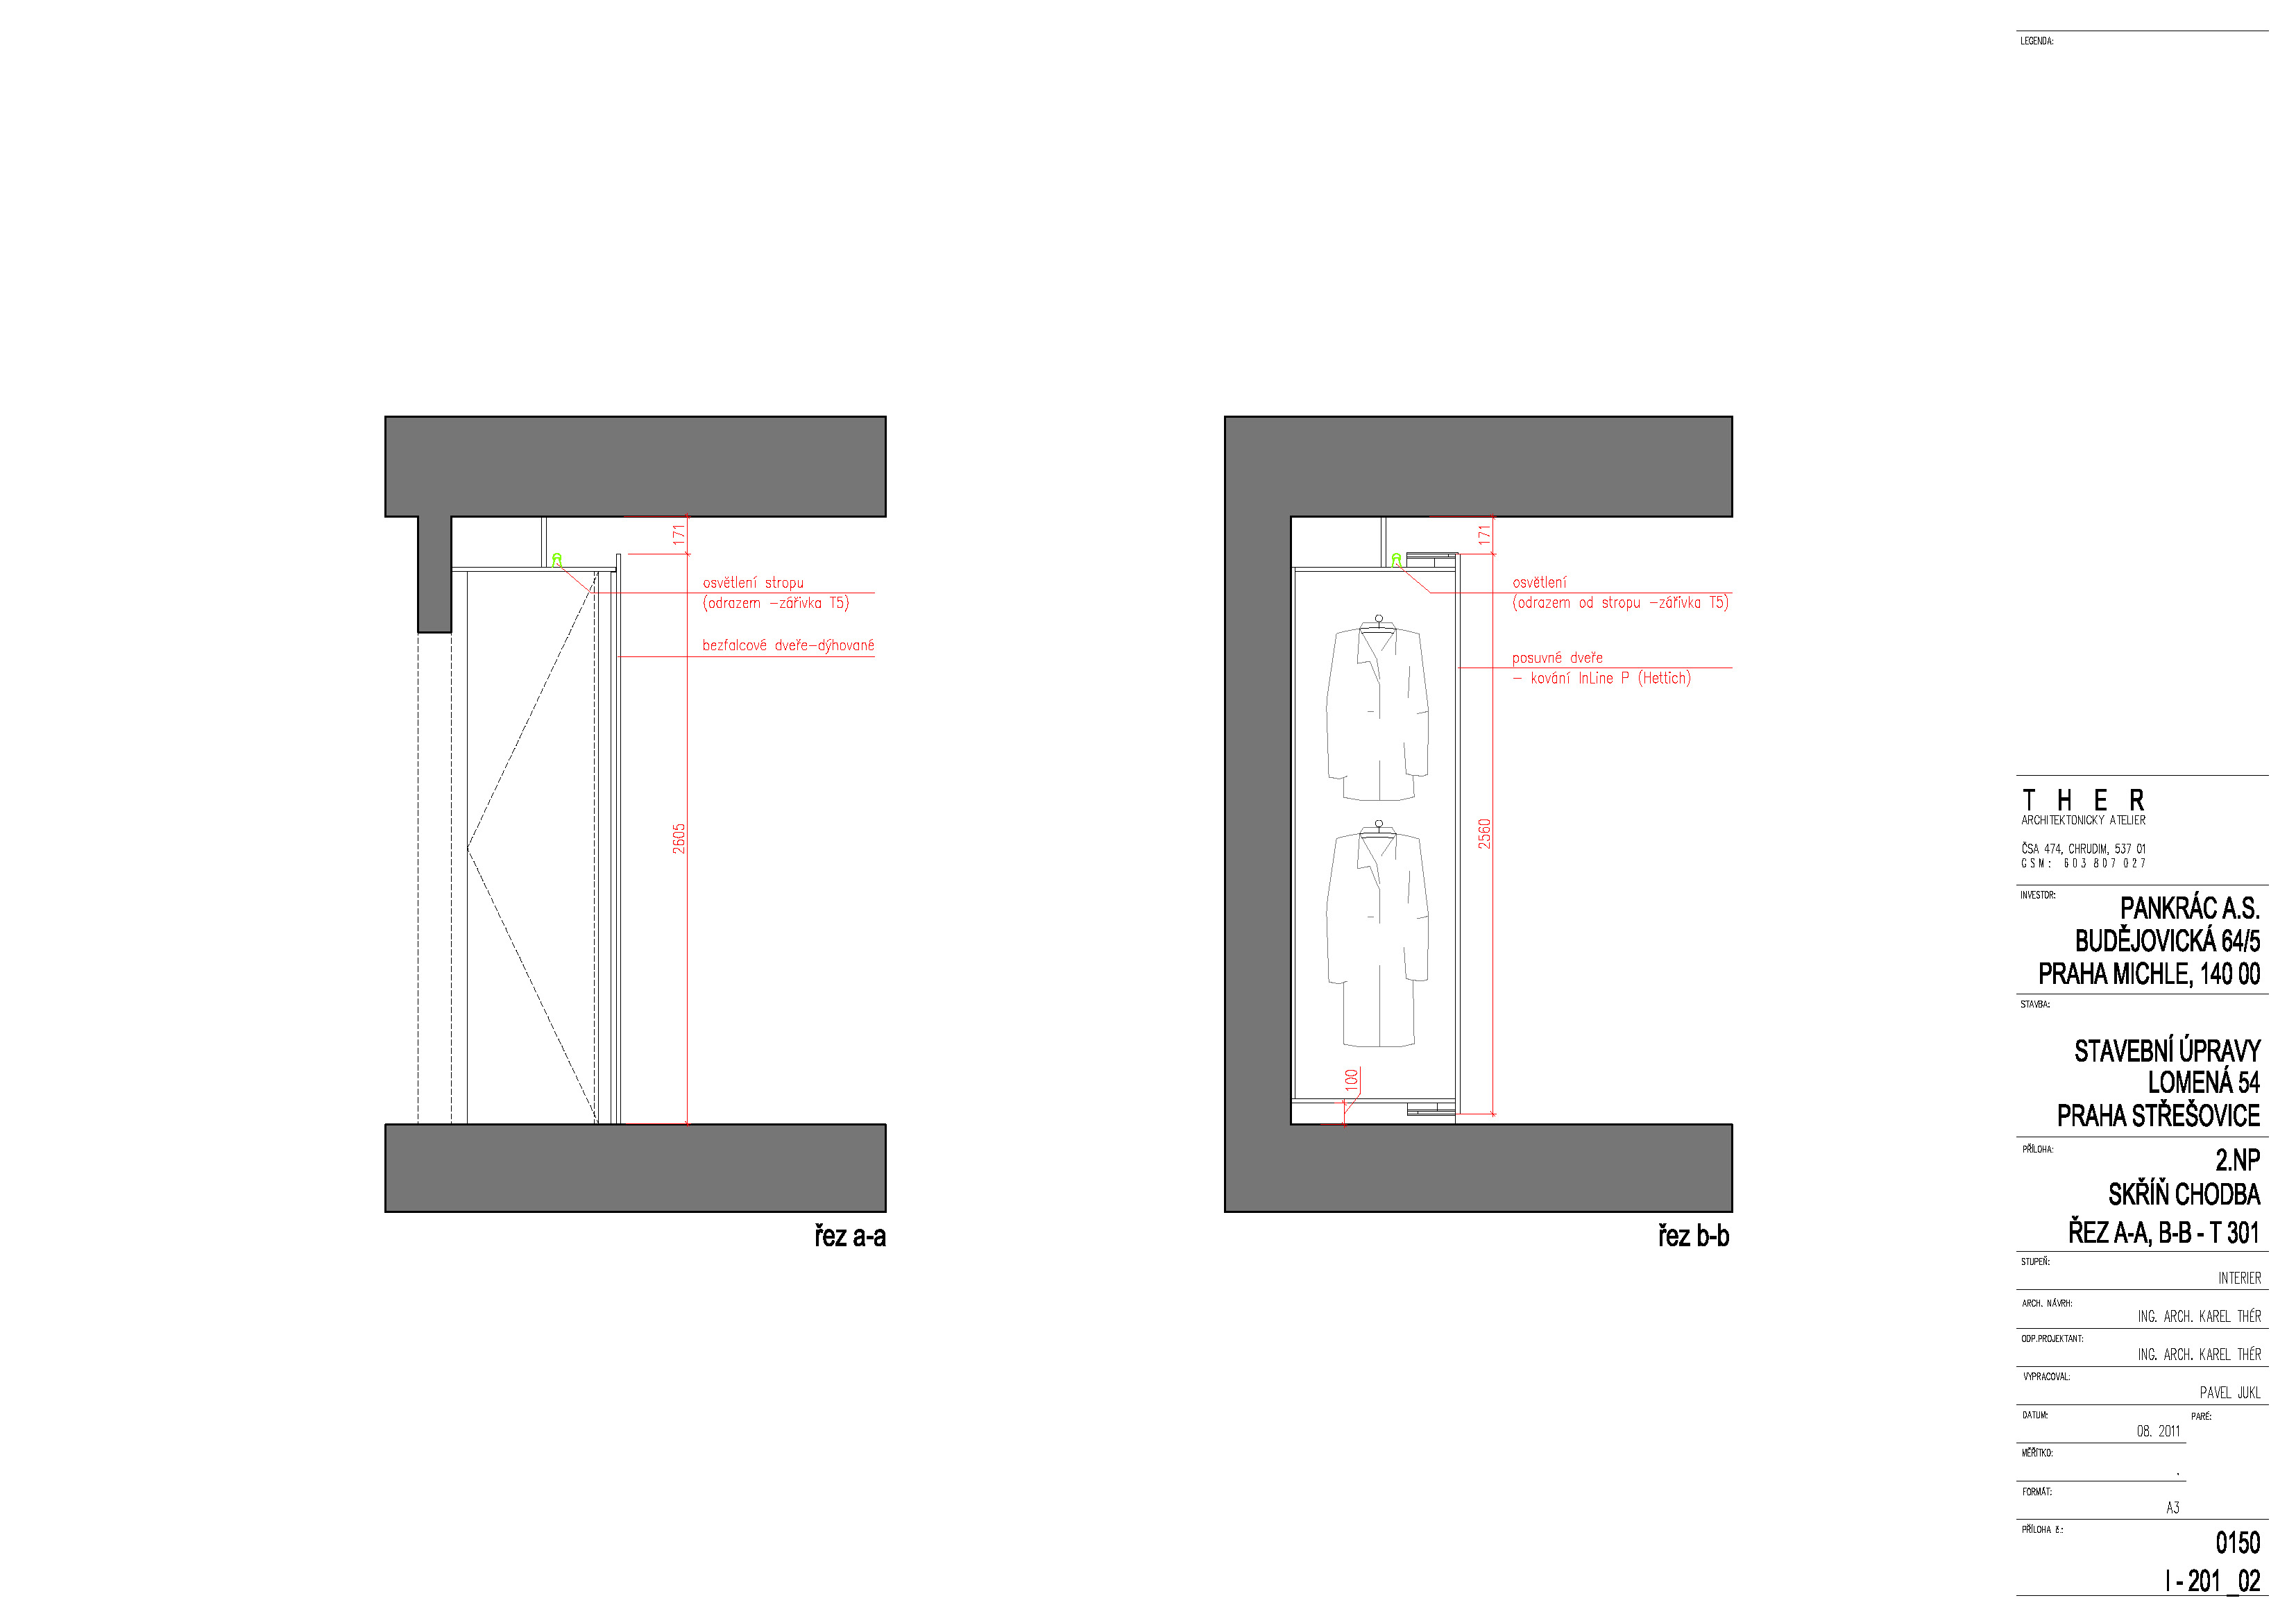 LEGENDA:
171
osvětlení stropu
(odrazem -zářivka T5)
bezfalcové dveře-dýhované
2605
řez a-a
171
osvětlení
(odrazem od stropu -zářivka T5)
posuvné dveře
- kování InLine P (Hettich)
2560
100
řez b-b
T H E R
ARCHITEKTONICKY ATELIER
ČSA 474, CHRUDIM, 537 01
GSM: 603 807 027
INVESTOR:
PANKRÁC A.S.
BUDĚJOVICKÁ 64/5
PRAHA MICHLE, 140 00
STAVBA:
STAVEBNÍ ÚPRAVY
LOMENÁ 54
PRAHA STŘEŠOVICE
PŘÍLOHA:
2.NP
SKŘÍŇ CHODBA
ŘEZ A-A, B-B - T 301
STUPEŇ:
INTERIER
ARCH. NÁVRH:
ING. ARCH. KAREL THÉR
ODP.PROJEKTANT:
ING. ARCH. KAREL THÉR
VYPRACOVAL:
PAVEL JUKL
DATUM:
PARÉ:
08. 2011
MĚŘÍTKO:
.
FORMÁT:
A3
PŘÍLOHA č.:
0150
I - 201 _02